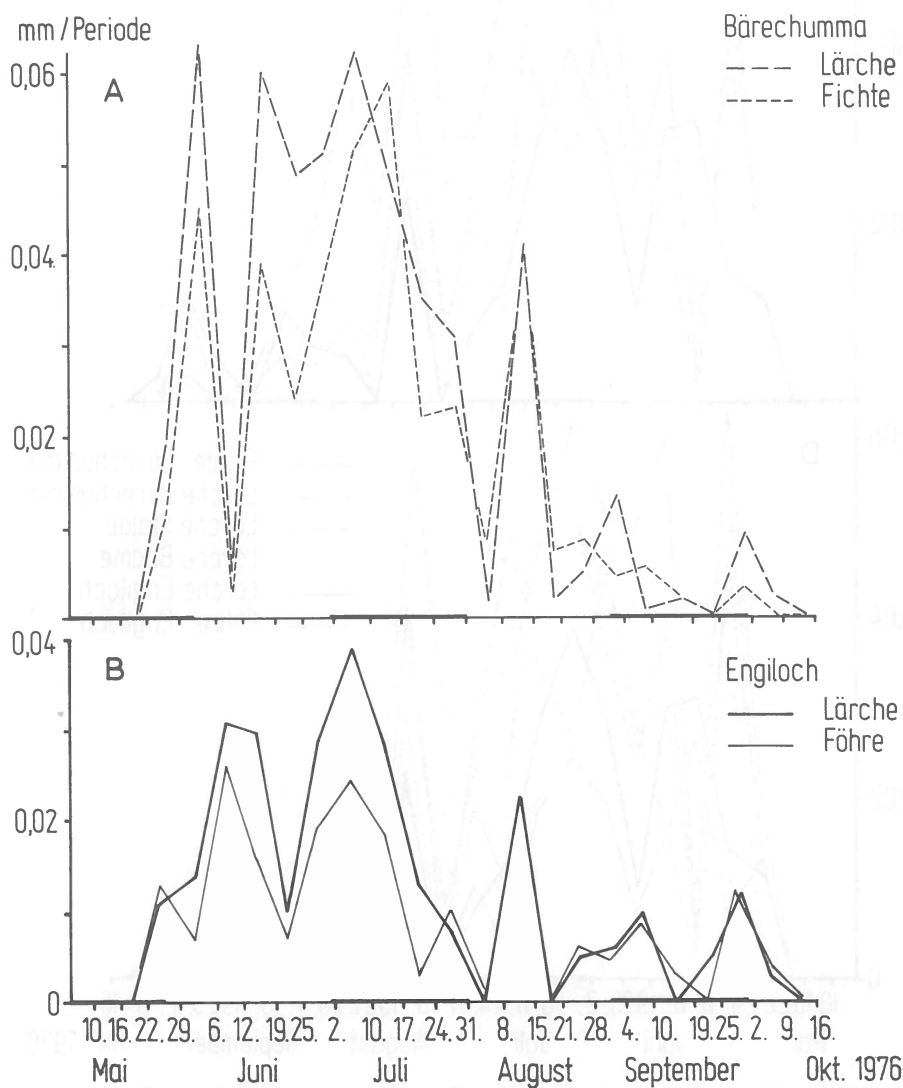 mm / Periode
Bärechumma
Lärche
Fichte
A
0,06
0,04
0,02
0,04
B
Engiloch
Lärche
Föhre
0,02
0
10. 16. 22. 29. 6. 12. 19. 25. 2. 10. 17. 24. 31. 8. 15. 21. 28. 4. 10. 19. 25. 2. 9. 16.
Mai Juni Juli August September Okt. 1976